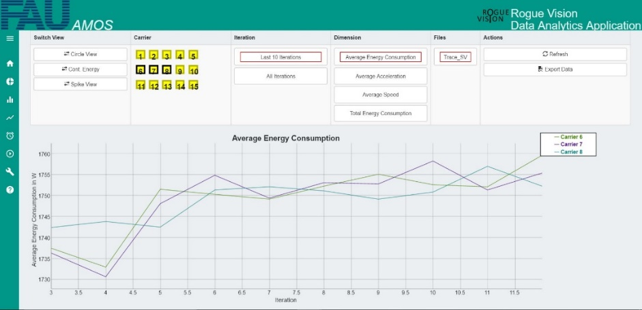 FAU
AMOS
ROGUE VISION
Rogue Vision
Data Analytics Application
Switch View
Carrier
Iteration
Dimension
Files
Actions
Circle View
Cont. Energy
Spike View
1 2 3 4 5
6 7 8 9 10
11 12 13 14 15
Last 10 Iterations
All Iterations
Average Energy Consumption
Average Acceleration
Average Speed
Total Energy Consumption
Trace_5V
Refresh
Export Data
Average Energy Consumption
Carrier 6
Carrier 7
Carrier 8
Average Energy Consumption in W
1760
1755
1750
1745
1740
1735
1730
3 3.5 4 4.5 5 5.5 6 6.5 7 7.5 8 8.5 9 9.5 10 10.5 11 11.5
Iteration